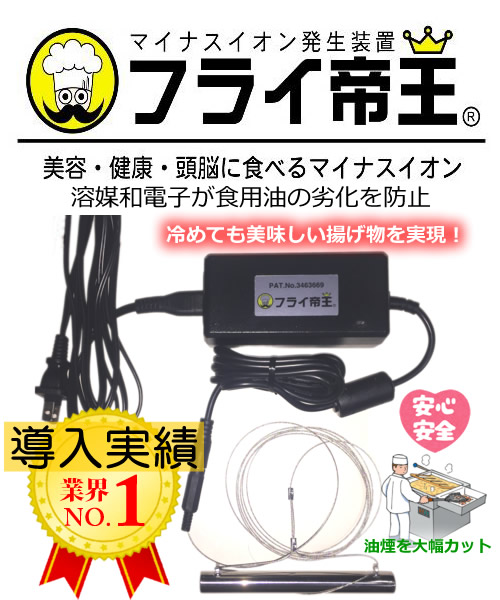 マイナスイオン発生装置
フライ帝王®
美容・健康・頭脳に食べるマイナスイオン
溶媒和電子が食用油の劣化を防止
冷めても美味しい揚げ物を実現！
PAT.No.3463669
フライ帝王
安心
安全
導入実績
業界
NO.1
油煙を大幅カット